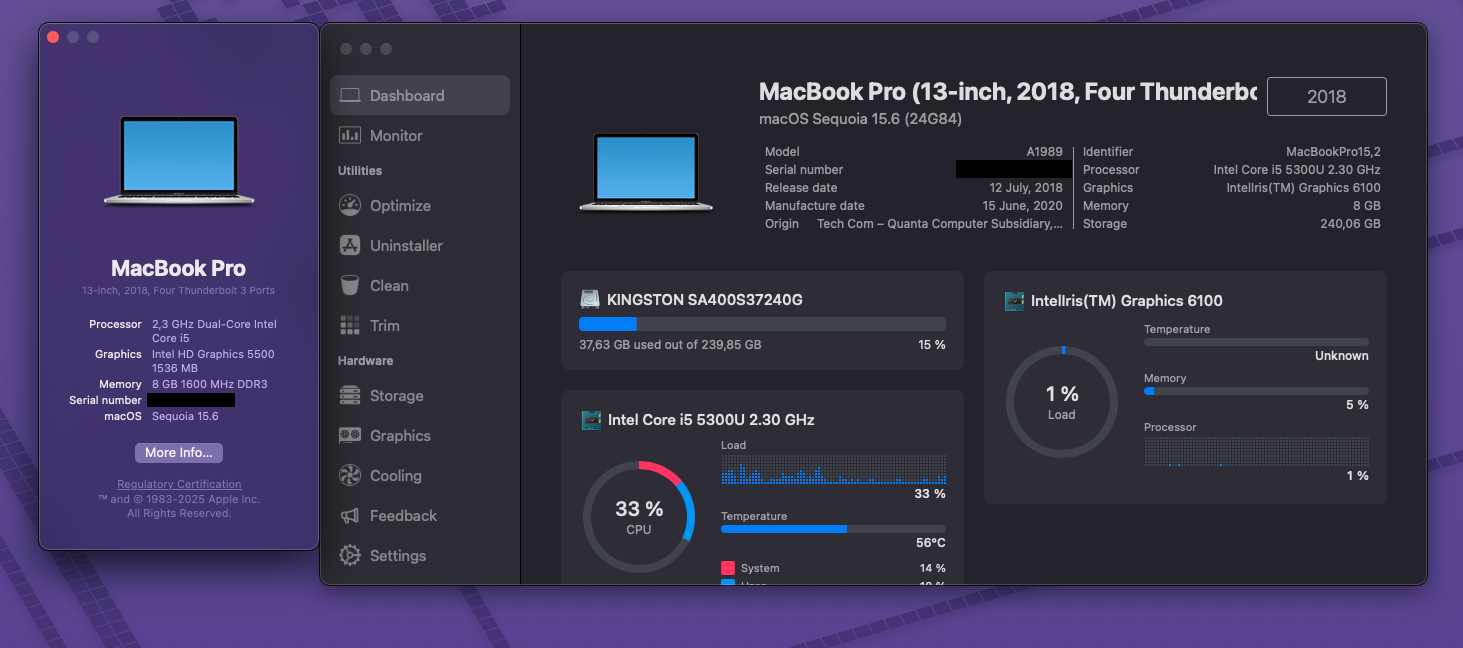 MacBook Pro
13-inch, 2018, Four Thunderbolt 3 Ports
Processor 2,3 GHz Dual-Core Intel
Core i5
Graphics Intel HD Graphics 5500
1536 MB
Memory 8 GB 1600 MHz DDR3
Serial number
macOS Sequoia 15.6
More Info...
Regulatory Certification
™ and © 1983-2025 Apple Inc.
All Rights Reserved.
Dashboard
Monitor
Utilities
Optimize
Uninstaller
Clean
Trim
Hardware
Storage
Graphics
Cooling
Feedback
Settings
MacBook Pro (13-inch, 2018, Four Thunderbo
2018
macOS Sequoia 15.6 (24G84)
Model A1989
Serial number
Release date 12 July, 2018
Manufacture date 15 June, 2020
Origin Tech Com – Quanta Computer Subsidiary,...
Identifier MacBookPro15,2
Processor Intel Core i5 5300U 2.30 GHz
Graphics IntelIris(TM) Graphics 6100
Memory 8 GB
Storage 240,06 GB
KINGSTON SA400S37240G
37,63 GB used out of 239,85 GB 15 %
Intel Core i5 5300U 2.30 GHz
33 %
CPU
Load
33 %
Temperature
56°C
System 14 %
IntelIris(TM) Graphics 6100
1 %
Load
Temperature
Unknown
Memory
5 %
Processor
1 %